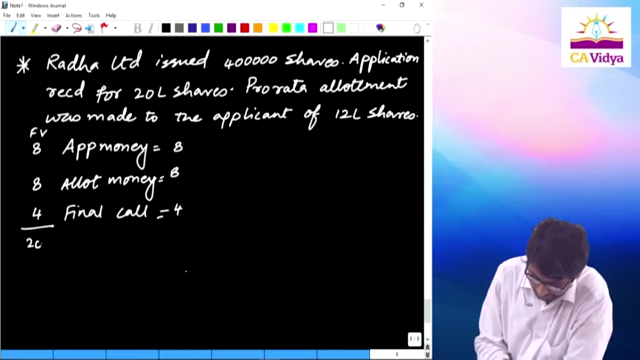 Note1 - Windows Journal
File Edit View Insert Actions Tools Help
* Radha Ltd issued 400000 shares. Application
recd for 20L shares. Prorata allotement
was made to the applicant of 12L shares.
FV
8 App money = 8
8 Allot money = 8
4 Final call = 4
20
CA Vidya